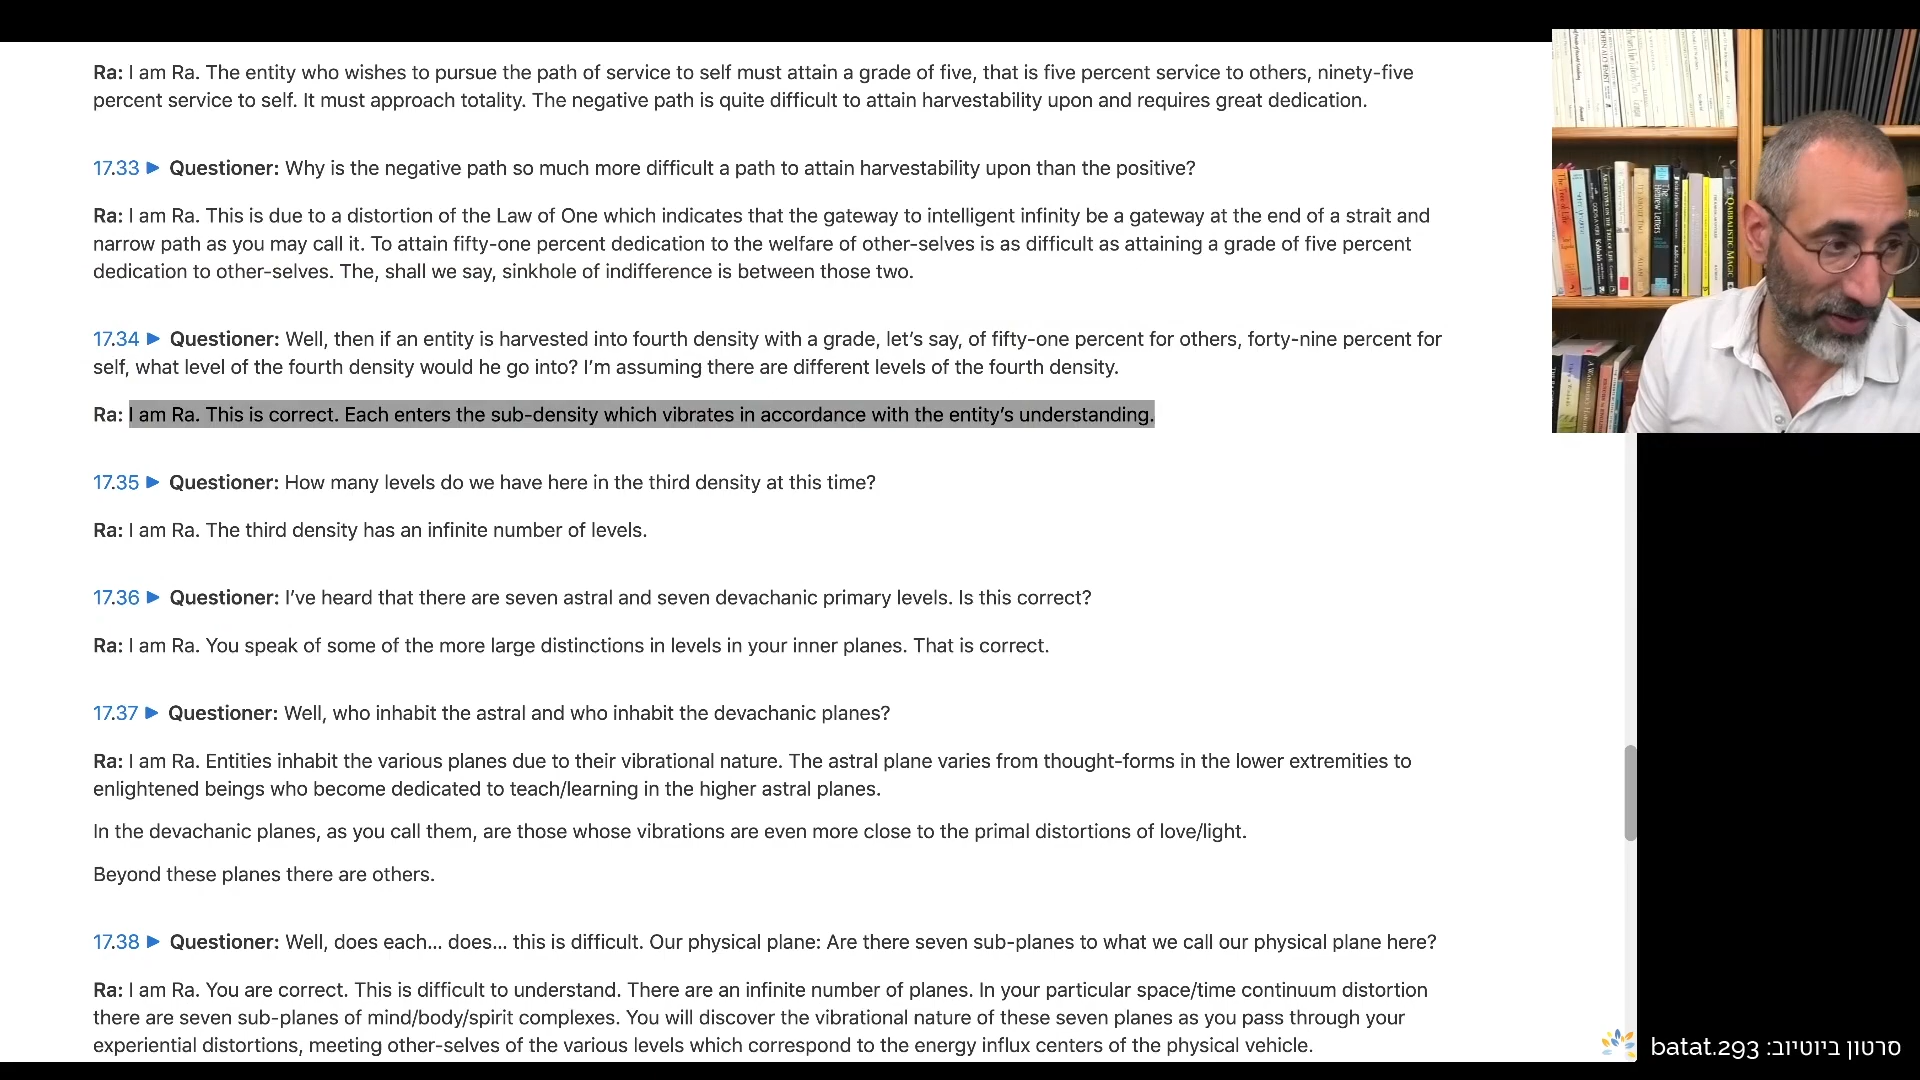 Ra: I am Ra. The entity who wishes to pursue the path of service to self must attain a grade of five, that is five percent service to others, ninety-five
percent service to self. It must approach totality. The negative path is quite difficult to attain harvestability upon and requires great dedication.
17.33 ► Questioner: Why is the negative path so much more difficult a path to attain harvestability upon than the positive?
Ra: I am Ra. This is due to a distortion of the Law of One which indicates that the gateway to intelligent infinity be a gateway at the end of a strait and
narrow path as you may call it. To attain fifty-one percent dedication to the welfare of other-selves is as difficult as attaining a grade of five percent
dedication to other-selves. The, shall we say, sinkhole of indifference is between those two.
17.34 ► Questioner: Well, then if an entity is harvested into fourth density with a grade, let’s say, of fifty-one percent for others, forty-nine percent for
self, what level of the fourth density would he go into? I’m assuming there are different levels of the fourth density.
Ra: I am Ra. This is correct. Each enters the sub-density which vibrates in accordance with the entity’s understanding.
17.35 ► Questioner: How many levels do we have here in the third density at this time?
Ra: I am Ra. The third density has an infinite number of levels.
17.36 ► Questioner: I’ve heard that there are seven astral and seven devachanic primary levels. Is this correct?
Ra: I am Ra. You speak of some of the more large distinctions in levels in your inner planes. That is correct.
17.37 ► Questioner: Well, who inhabit the astral and who inhabit the devachanic planes?
Ra: I am Ra. Entities inhabit the various planes due to their vibrational nature. The astral plane varies from thought-forms in the lower extremities to
enlightened beings who become dedicated to teach/learning in the higher astral planes.
In the devachanic planes, as you call them, are those whose vibrations are even more close to the primal distortions of love/light.
Beyond these planes there are others.
17.38 ► Questioner: Well, does each... does... this is difficult. Our physical plane: Are there seven sub-planes to what we call our physical plane here?
Ra: I am Ra. You are correct. This is difficult to understand. There are an infinite number of planes. In your particular space/time continuum distortion
there are seven sub-planes of mind/body/spirit complexes. You will discover the vibrational nature of these seven planes as you pass through your
experiential distortions, meeting other-selves of the various levels which correspond to the energy influx centers of the physical vehicle.
The Tree of Life
The Hebrew Letters
QABBALISTIC MAGIC
סרטון ביוטיוב: batat.293